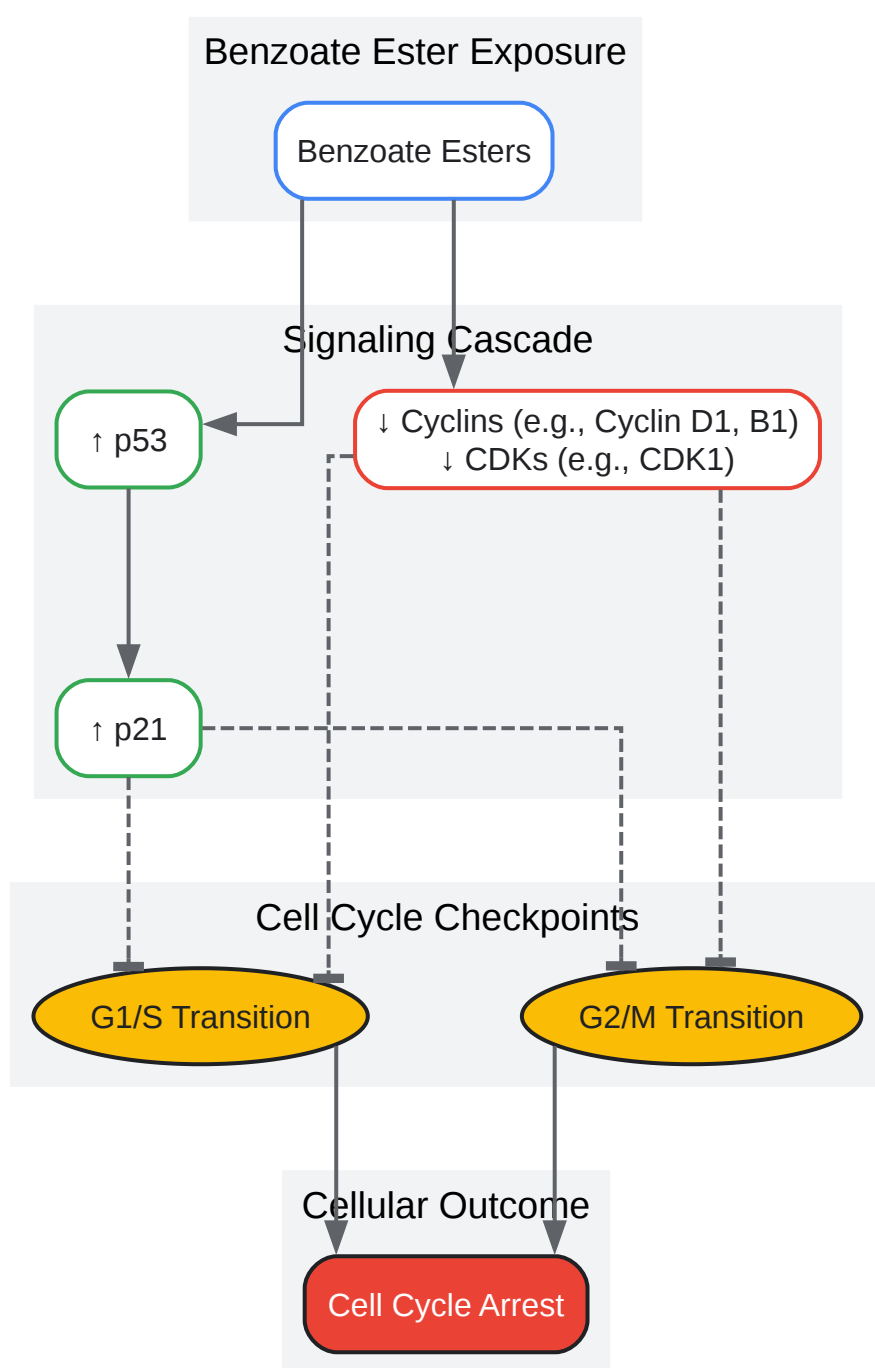 Benzoate Ester Exposure
Benzoate Esters
Signaling Cascade
↑ p53
↓ Cyclins (e.g., Cyclin D1, B1)
↓ CDKs (e.g., CDK1)
↑ p21
Cell Cycle Checkpoints
G1/S Transition
G2/M Transition
Cellular Outcome
Cell Cycle Arrest